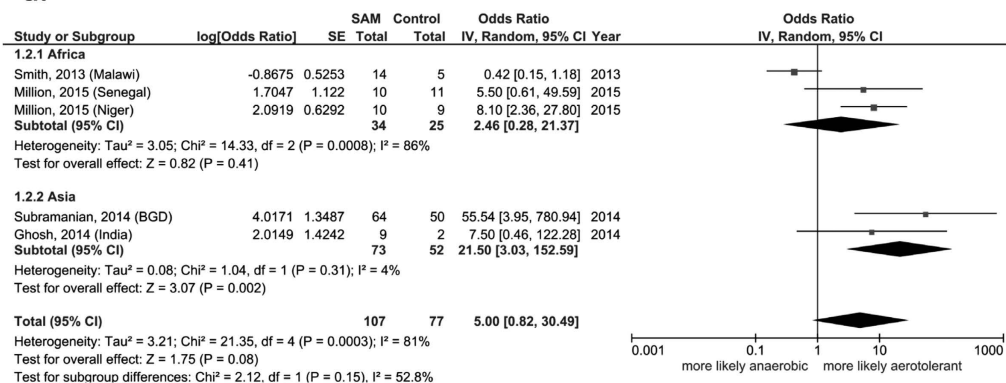 SAM Control Odds Ratio Odds Ratio
Study or Subgroup log[Odds Ratio] SE Total Total IV, Random, 95% CI Year IV, Random, 95% CI
1.2.1 Africa
Smith, 2013 (Malawi) -0.8675 0.5253 14 5 0.42 [0.15, 1.18] 2013
Million, 2015 (Senegal) 1.7047 1.122 10 11 5.50 [0.61, 49.59] 2015
Million, 2015 (Niger) 2.0919 0.6292 10 9 8.10 [2.36, 27.80] 2015
Subtotal (95% CI) 34 25 2.46 [0.28, 21.37]
Heterogeneity: Tau² = 3.05; Chi² = 14.33, df = 2 (P = 0.0008); I² = 86%
Test for overall effect: Z = 0.82 (P = 0.41)
1.2.2 Asia
Subramanian, 2014 (BGD) 4.0171 1.3487 64 50 55.54 [3.95, 780.94] 2014
Ghosh, 2014 (India) 2.0149 1.4242 9 2 7.50 [0.46, 122.28] 2014
Subtotal (95% CI) 73 52 21.50 [3.03, 152.59]
Heterogeneity: Tau² = 0.08; Chi² = 1.04, df = 1 (P = 0.31); I² = 4%
Test for overall effect: Z = 3.07 (P = 0.002)
Total (95% CI) 107 77 5.00 [0.82, 30.49]
Heterogeneity: Tau² = 3.21; Chi² = 21.35, df = 4 (P = 0.0003); I² = 81%
Test for overall effect: Z = 1.75 (P = 0.08)
Test for subgroup differences: Chi² = 2.12, df = 1 (P = 0.15), I² = 52.8%
0.001 0.1 1 10 1000
more likely anaerobic more likely aerotolerant